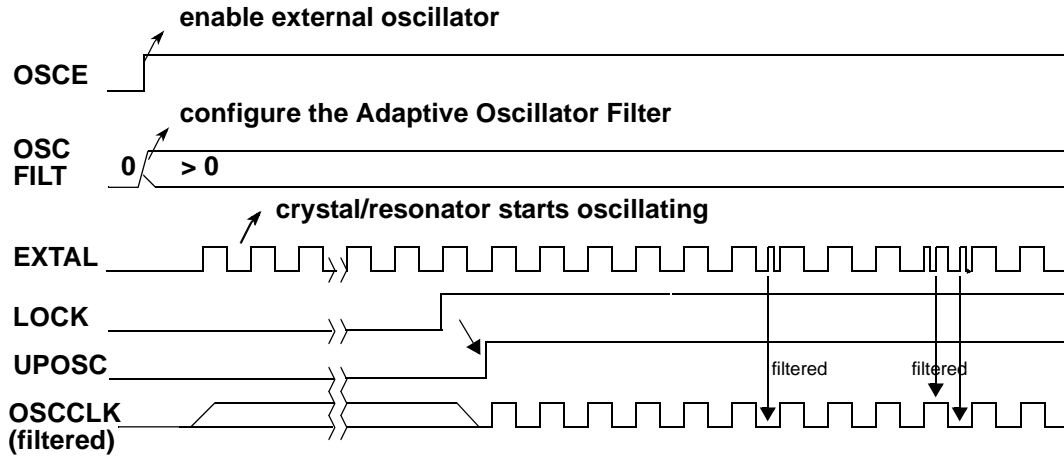 enable external oscillator
OSCE
configure the Adaptive Oscillator Filter
OSC
FILT
0 > 0
crystal/resonator starts oscillating
EXTAL
LOCK
UPOSC
filtered filtered
OSCCLK
(filtered)